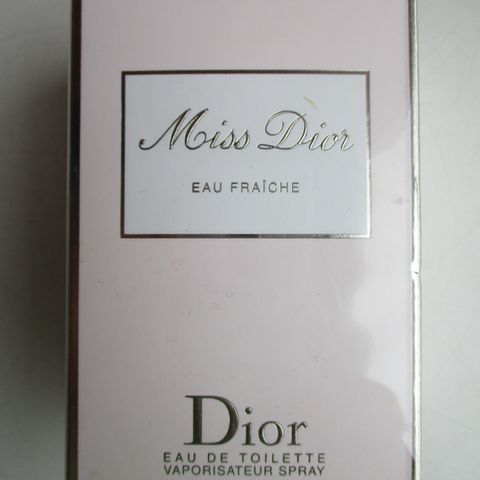 Miss Dior
EAU FRAÎCHE
Dior
EAU DE TOILETTE
VAPORISATEUR SPRAY